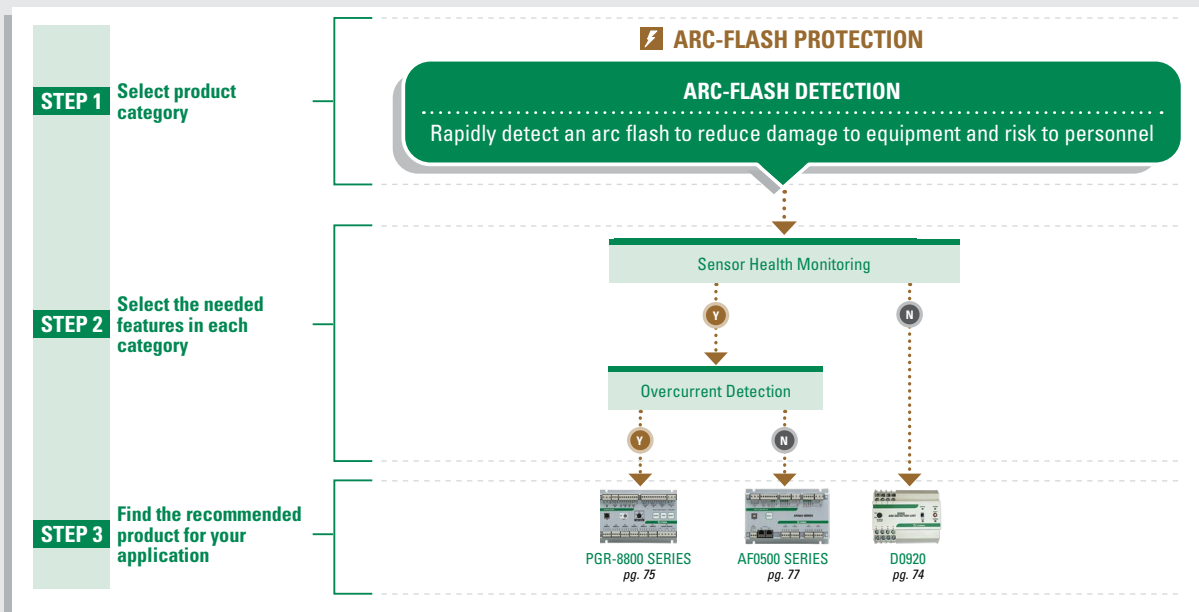 ARC-FLASH PROTECTION
STEP 1
Select product
category
ARC-FLASH DETECTION
Rapidly detect an arc flash to reduce damage to equipment and risk to personnel
STEP 2
Select the needed
features in each
category
Sensor Health Monitoring
Y
N
Overcurrent Detection
Y
N
STEP 3
Find the recommended
product for your
application
PGR-8800 SERIES
pg. 75
AF0500 SERIES
pg. 77
D0920
pg. 74